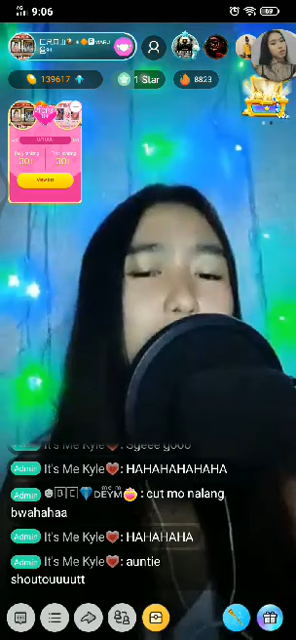 9:06
139617
1 Star
8823
Admin It's Me Kyle❤: Sgeee gooo
Admin It's Me Kyle❤: HAHAHAHAHAHA
Admin 🅱🄲💎DEYM: cut mo nalang
bwahahaa
Admin It's Me Kyle❤: HAHAHAHA
Admin It's Me Kyle❤: auntie
shoutouuuutt